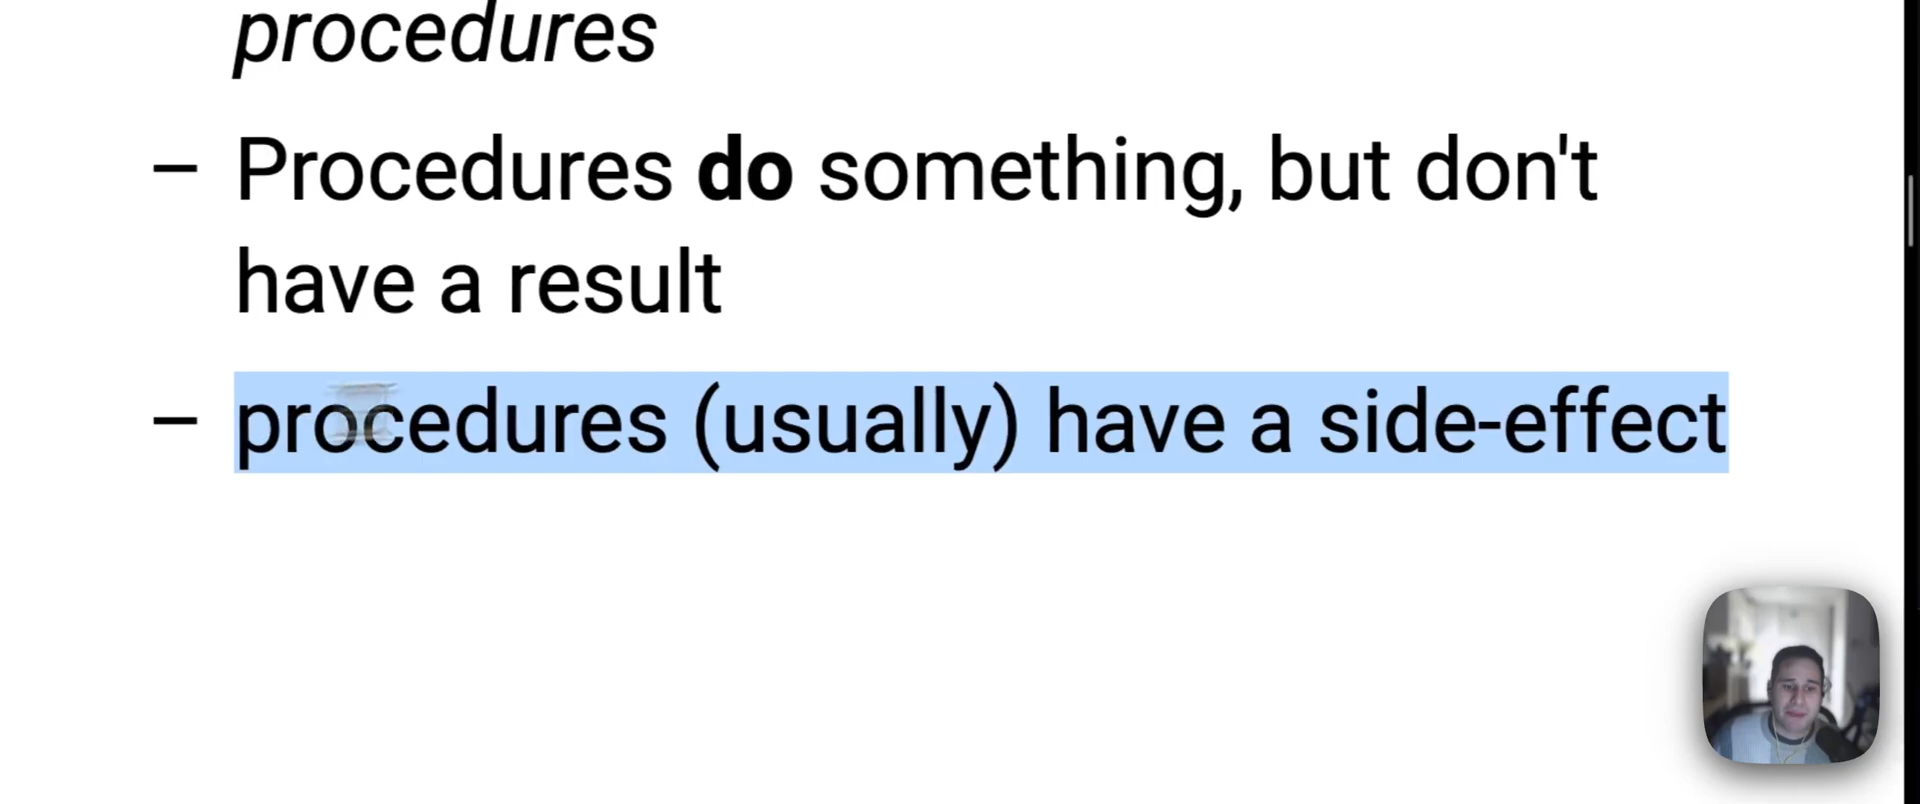 procedures
– Procedures do something, but don't
have a result
– procedures (usually) have a side-effect